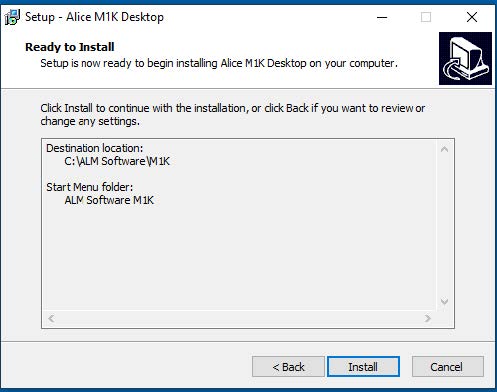 Setup - Alice M1K Desktop
Ready to Install
Setup is now ready to begin installing Alice M1K Desktop on your computer.
Click Install to continue with the installation, or click Back if you want to review or
change any settings.
Destination location:
C:\ALM Software\M1K
Start Menu folder:
ALM Software M1K
< Back
Install
Cancel